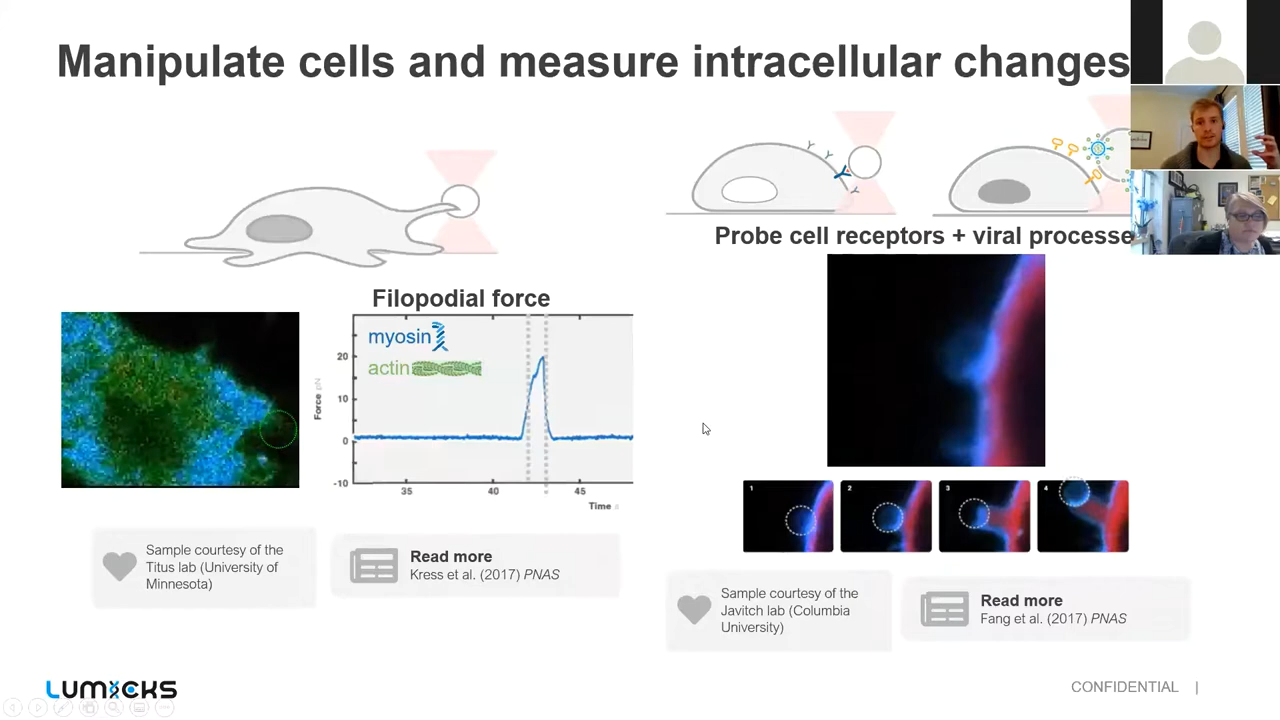 Manipulate cells and measure intracellular changes
Probe cell receptors + viral processe
Filopodial force
myosin
actin
Force pN
20
10
0
-10
35
40
45
Time s
1
2
3
4
Sample courtesy of the
Titus lab (University of
Minnesota)
Read more
Kress et al. (2017) PNAS
Sample courtesy of the
Javitch lab (Columbia
University)
Read more
Fang et al. (2017) PNAS
LUMICKS
CONFIDENTIAL |